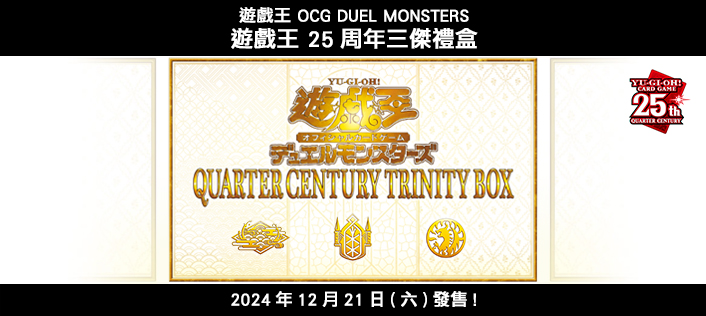 遊戲王 OCG DUEL MONSTERS
遊戲王 25 周年三傑禮盒
YU-GI-OH!
遊戯王
オフィシャルカードゲーム
デュエルモンスターズ
QUARTER CENTURY TRINITY BOX
YU-GI-OH!
CARD GAME
25th
QUARTER CENTURY
2024 年 12 月 21 日 ( 六 ) 發售 !